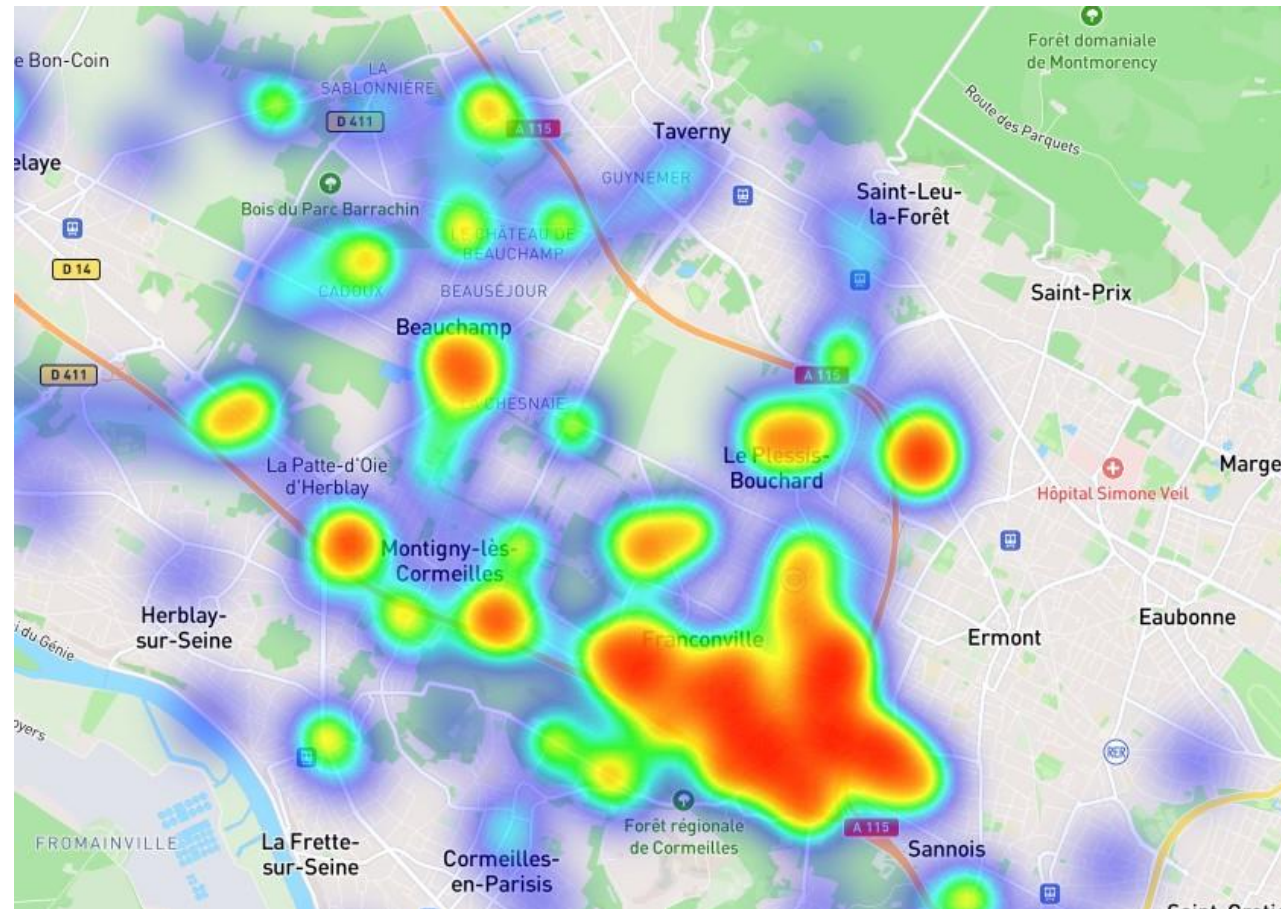 Forêt domaniale
de Montmorency
e Bon-Coin
LA
SABLONNIÈRE
Route des Parquets
D 411
A 115
Taverny
elaye
GUYNEMER
Saint-Leu-
la-Forêt
Bois du Parc Barrachin
LE CHÂTEAU DE
BEAUCHAMP
D 14
CADOUX
BEAUSÉJOUR
Saint-Prix
Beauchamp
D 411
A 115
CHESNAIE
La Patte-d'Oie
d'Herblay
Le Plessis-
Bouchard
Marge
Hôpital Simone Veil
Montigny-lès-
Cormeilles
Herblay-
sur-Seine
Franconville
Ermont
Eaubonne
i du Génie
oyers
RER
FROMAINVILLE
La Frette-
sur-Seine
Forêt régionale
de Cormeilles
A 115
Cormeilles-
en-Parisis
Sannois